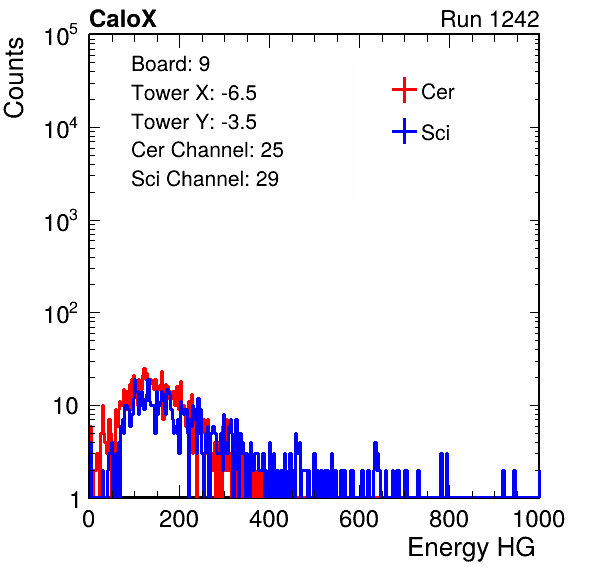 CaloX Run 1242
Counts
10^5
10^4
10^3
10^2
10
1
Board: 9
Tower X: -6.5
Tower Y: -3.5
Cer Channel: 25
Sci Channel: 29
Cer
Sci
0 200 400 600 800 1000
Energy HG